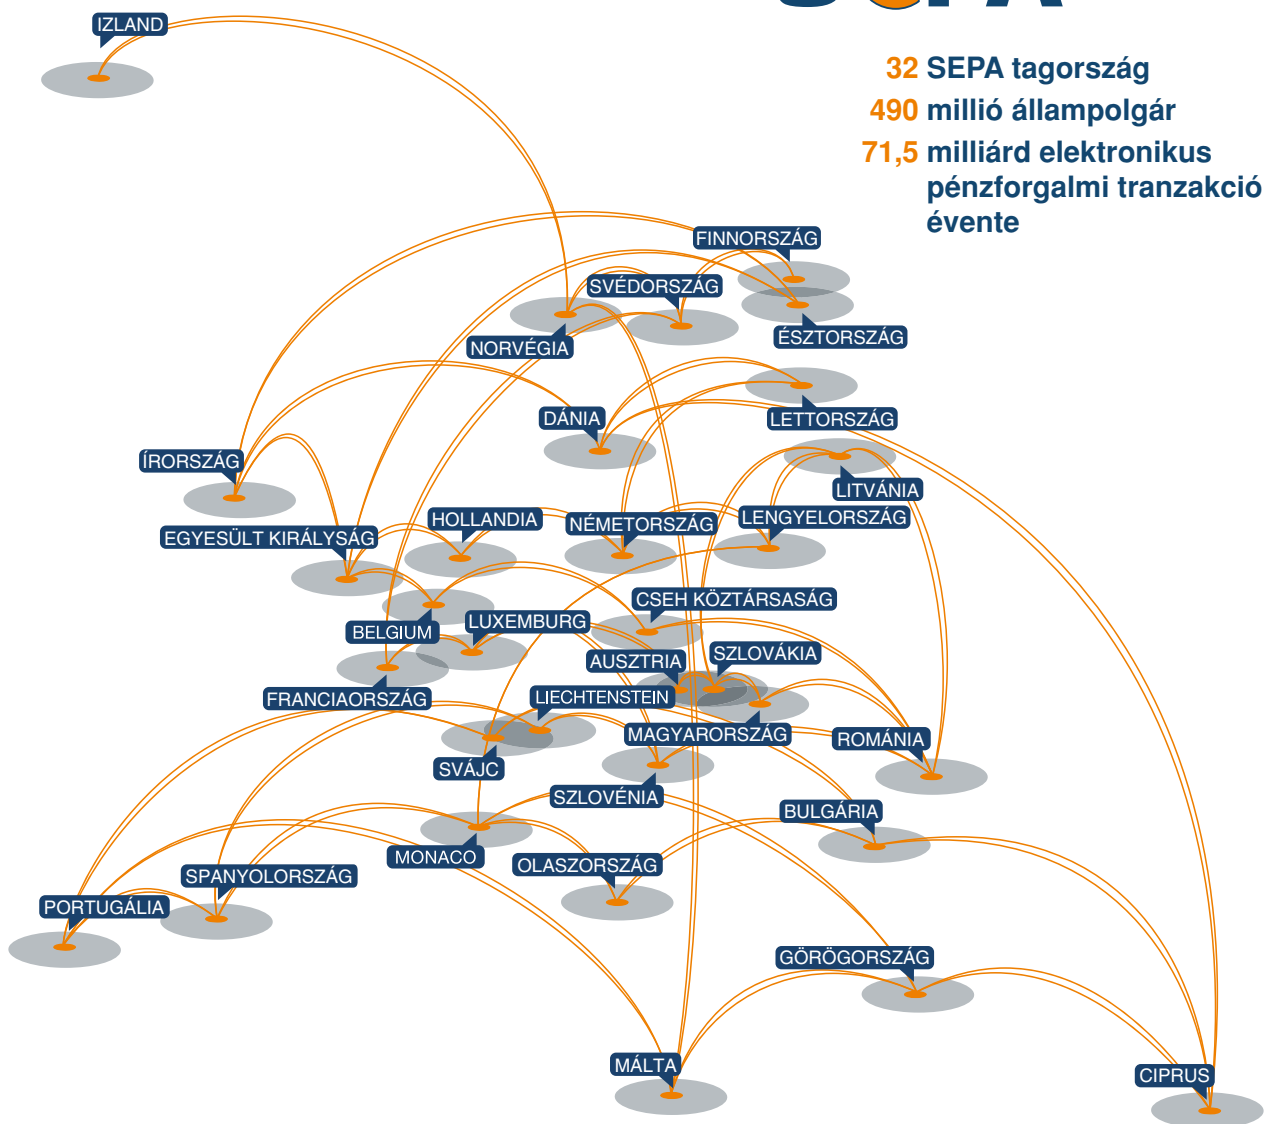 SEPA
IZLAND
32 SEPA tagország
490 millió állampolgár
71,5 milliárd elektronikus
pénzforgalmi tranzakció
évente
FINNORSZÁG
SVÉDORSZÁG
ÉSZTORSZÁG
NORVÉGIA
DÁNIA
LETTORSZÁG
ÍRORSZÁG
LITVÁNIA
HOLLANDIA
NÉMETORSZÁG
LENGYELORSZÁG
EGYESÜLT KIRÁLYSÁG
CSEH KÖZTÁRSASÁG
BELGIUM
LUXEMBURG
AUSZTRIA
SZLOVÁKIA
FRANCIAORSZÁG
LIECHTENSTEIN
MAGYARORSZÁG
ROMÁNIA
SVÁJC
SZLOVÉNIA
BULGÁRIA
MONACO
OLASZORSZÁG
SPANYOLORSZÁG
PORTUGÁLIA
GÖRÖGORSZÁG
MÁLTA
CIPRUS